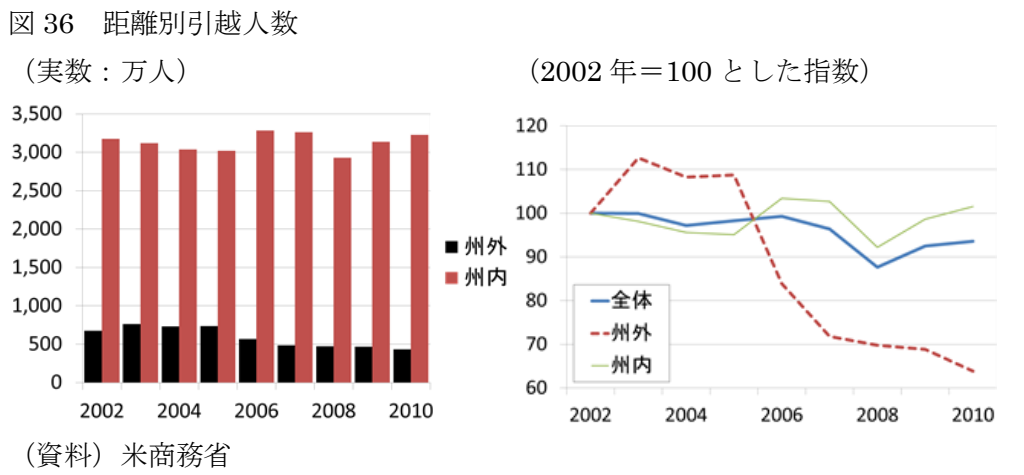 図 36 距離別引越人数
（実数：万人）
（2002 年＝100 とした指数）
3,500
3,000
2,500
2,000
1,500
1,000
500
0
2002 2004 2006 2008 2010
州外
州内
120
110
100
90
80
70
60
全体
州外
州内
2002 2004 2006 2008 2010
（資料）米商務省